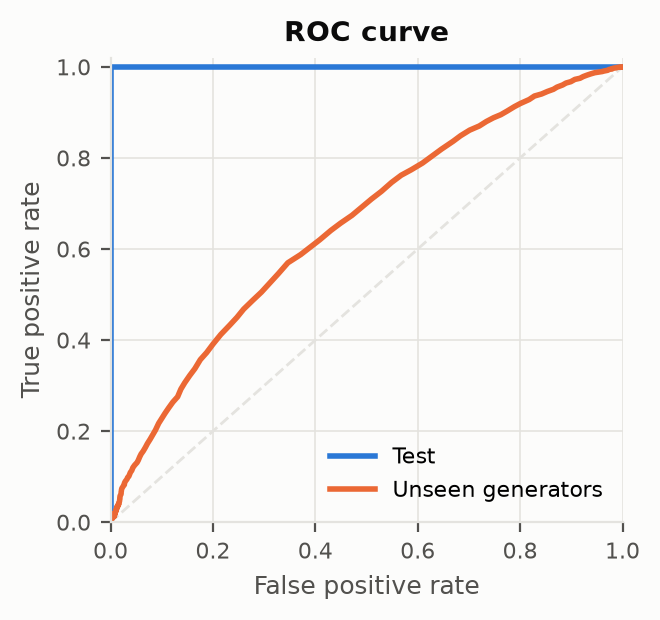 ROC curve
True positive rate
1.0
0.8
0.6
0.4
0.2
0.0
Test
Unseen generators
0.0 0.2 0.4 0.6 0.8 1.0
False positive rate